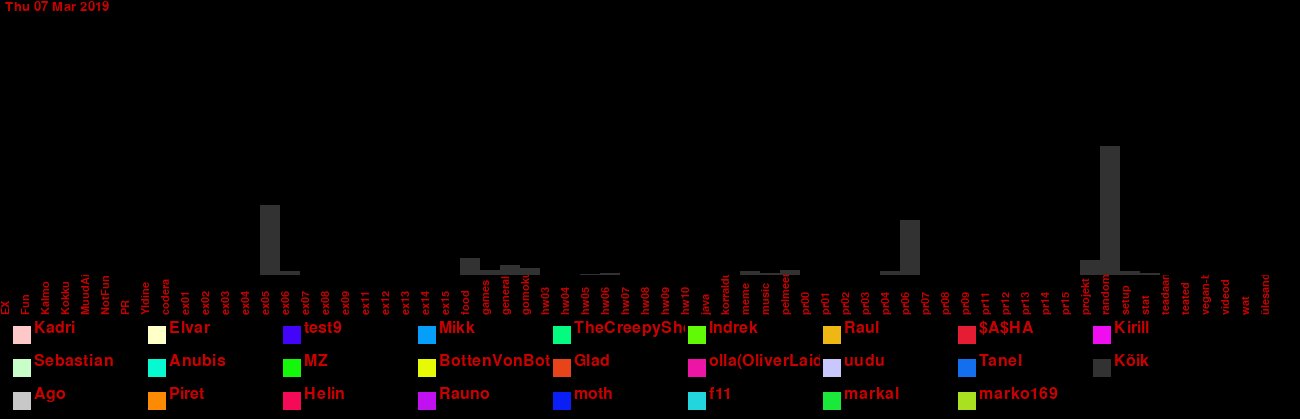 Thu 07 Mar 2019
EX Fun Kalmo Kokku MuudAi NotFun PR Yldine codera ex01 ex02 ex03 ex04 ex05 ex06 ex07 ex08 ex09 ex11 ex12 ex13 ex14 ex15 food games general gomoku hw03 hw04 hw05 hw06 hw07 hw08 hw09 hw10 java korraldu meme music pelmeed pr00 pr01 pr02 pr03 pr04 pr06 pr07 pr08 pr09 pr11 pr12 pr13 pr14 pr15 projekt random setup stat teadaan teated vegan-t videod wat ülesand
Kadri Elvar test9 Mikk TheCreepySh Indrek Raul $A$HA Kirill
Sebastian Anubis MZ BottenVonBot Glad olla(OliverLaid uudu Tanel Kõik
Ago Piret Helin Rauno moth f11 markal marko169